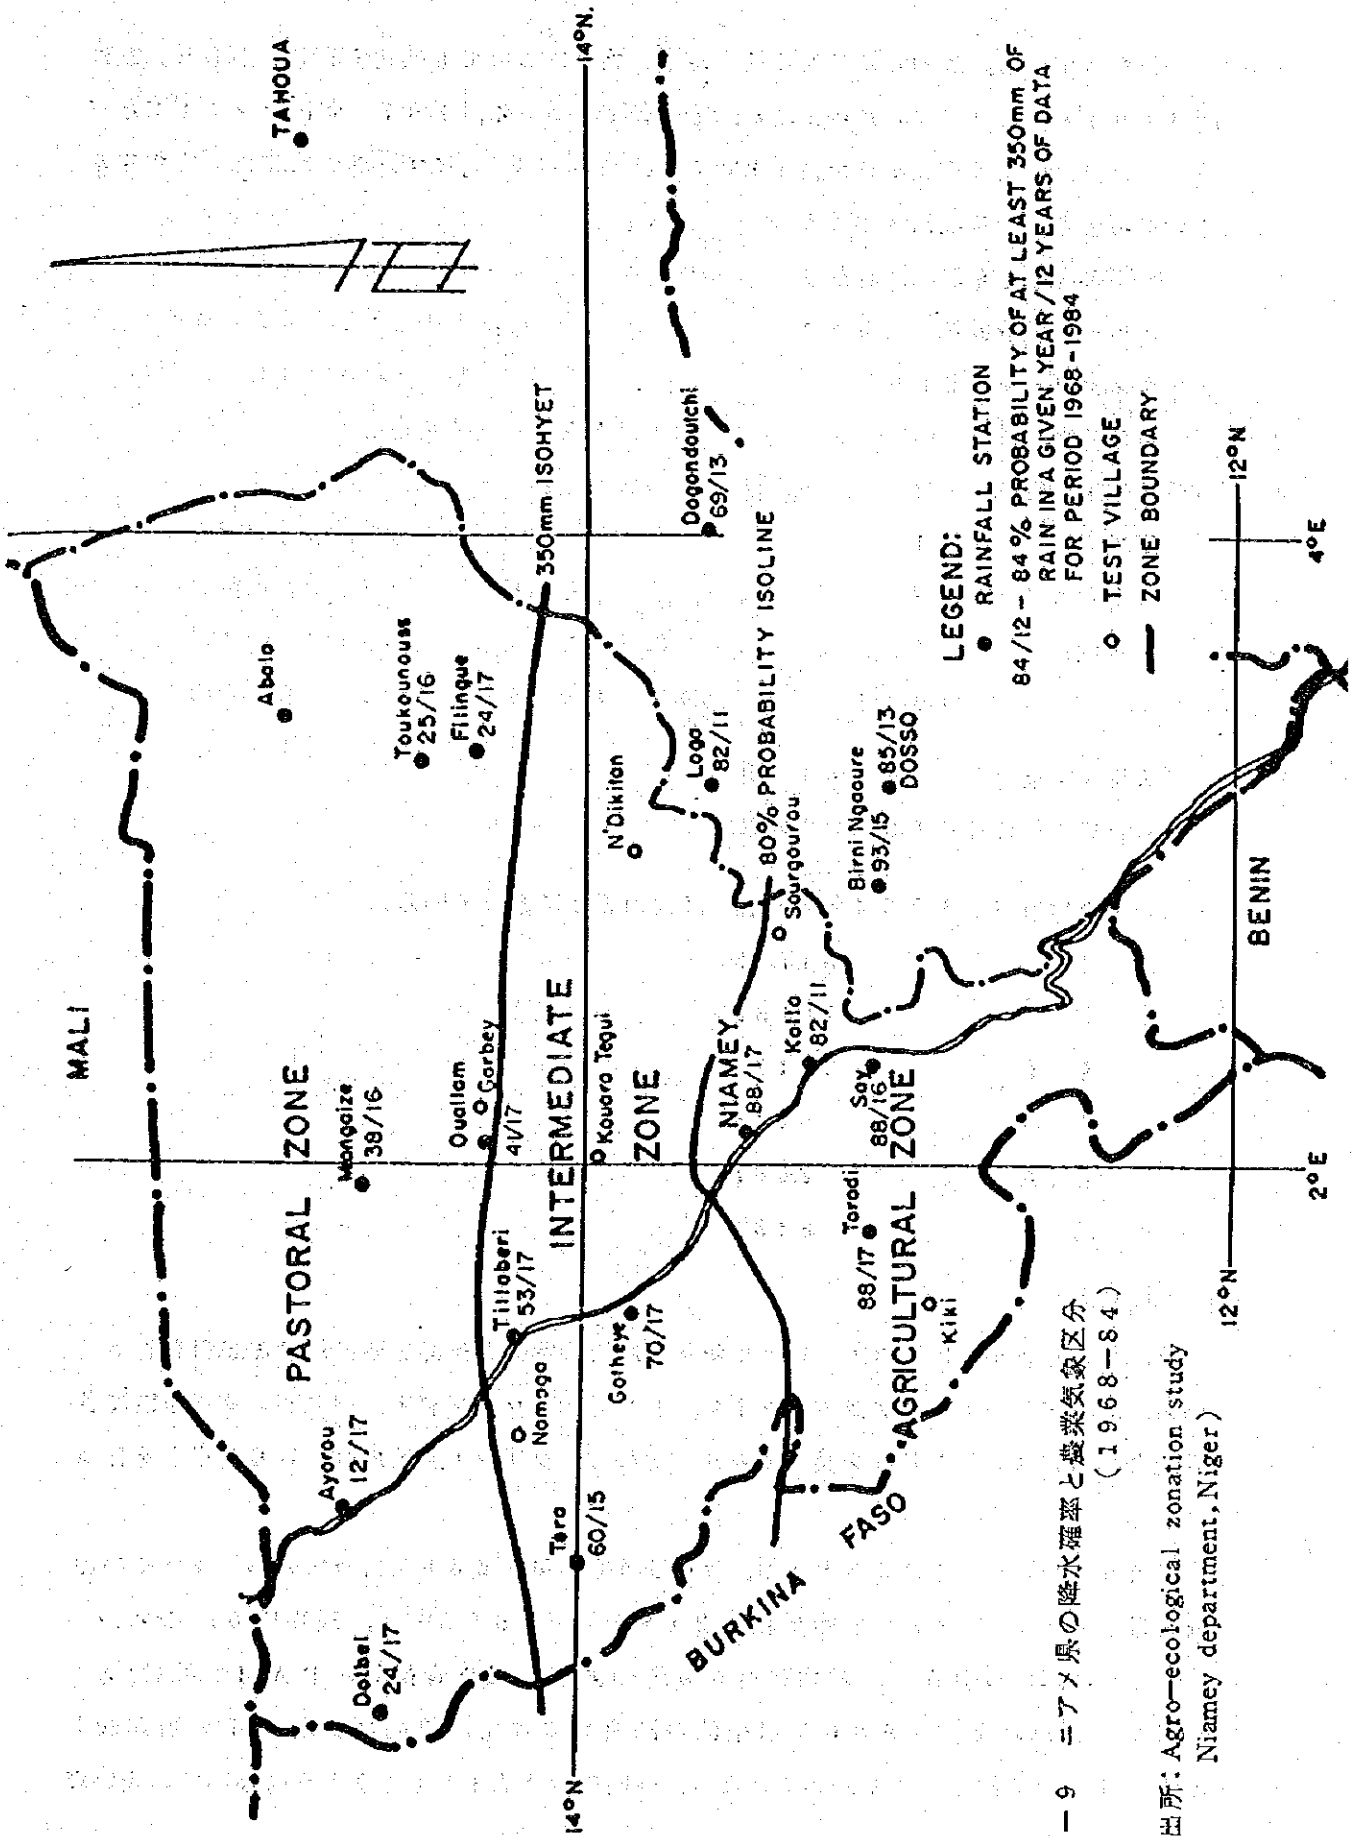 MALI
TAHOUA
PASTORAL ZONE
Abala
Ayorou
12/17
Mangaize
38/16
Toukounouss
25/16
Dolbel
24/17
Ouallam
41/17
Garbey
Filingue
24/17
350mm ISOHYET
Tillaberi
53/17
Namaga
INTERMEDIATE
ZONE
14°N
14°N.
Tera
60/15
Kouara Tegui
N'Dikitan
Gotheye
70/17
Loga
82/11
Dogondoutchi
69/13
NIAMEY
88/17
80% PROBABILITY ISOLINE
Sourgourou
Kollo
82/11
BURKINA
FASO
Torodi
88/17
Say
88/16
Birni Ngaoure
93/15
85/13
DOSSO
AGRICULTURAL ZONE
Kiki
LEGEND:
RAINFALL STATION
84/12 - 84% PROBABILITY OF AT LEAST 350mm OF
RAIN IN A GIVEN YEAR/12 YEARS OF DATA
FOR PERIOD 1968-1984
TEST VILLAGE
ZONE BOUNDARY
12°N
12°N
BENIN
2°E
4°E
－9 ニアメ県の降水確率と農業気象区分
(1968-84)
出所: Agro-ecological zonation study
Niamey department, Niger)